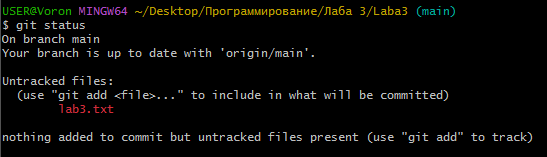 USER@Voron MINGW64 ~/Desktop/Программирование/Лаба 3/Laba3 (main)
$ git status
On branch main
Your branch is up to date with 'origin/main'.

Untracked files:
  (use "git add <file>..." to include in what will be committed)
        lab3.txt

nothing added to commit but untracked files present (use "git add" to track)